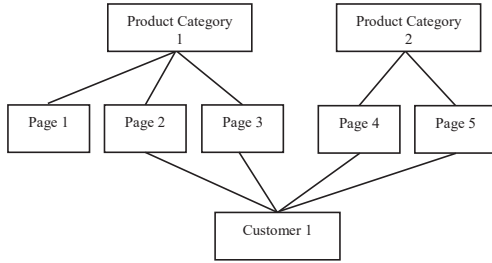 Product Category
1
Product Category
2
Page 1
Page 2
Page 3
Page 4
Page 5
Customer 1